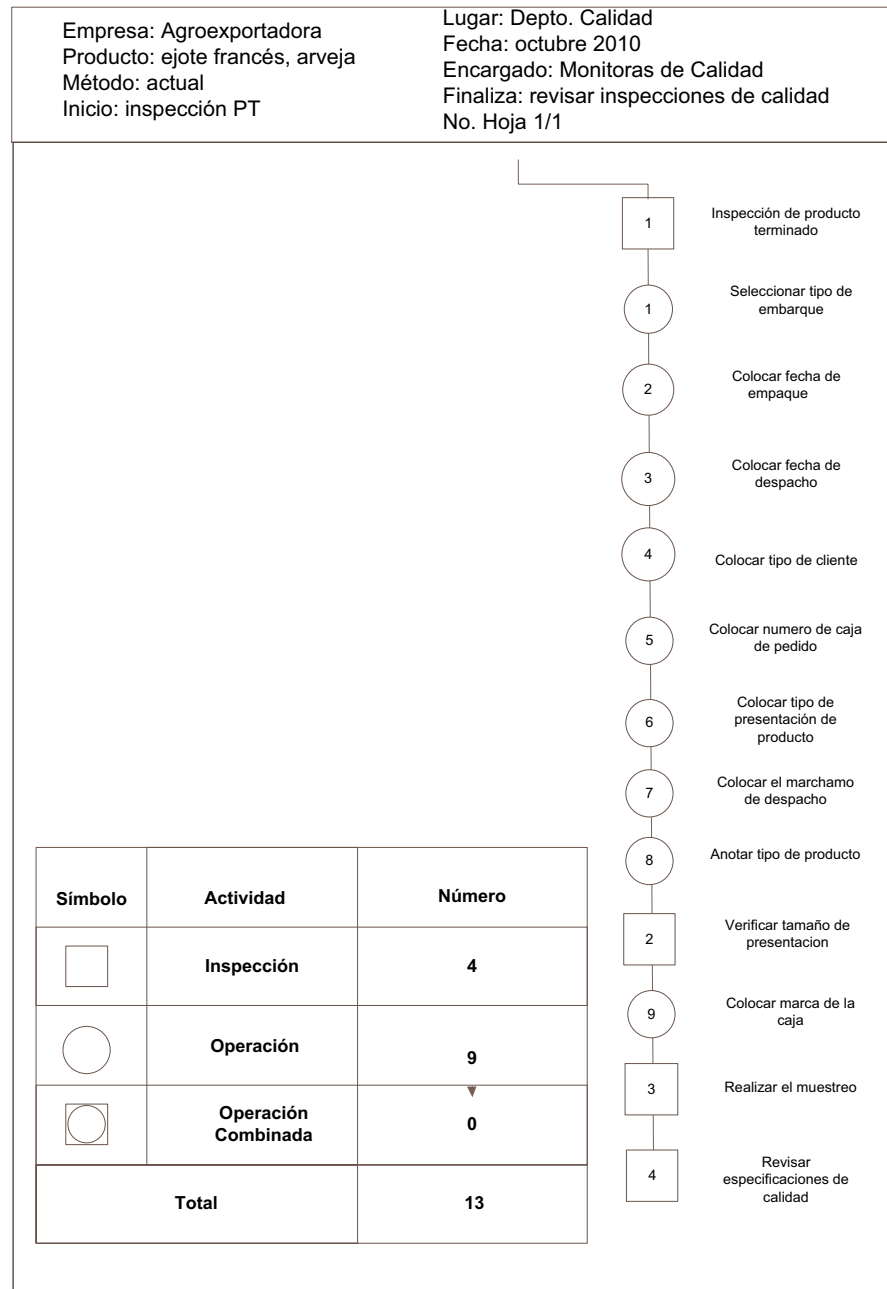 Empresa: Agroexportadora
Producto: ejote francés, arveja
Método: actual
Inicio: inspección PT
Lugar: Depto. Calidad
Fecha: octubre 2010
Encargado: Monitoras de Calidad
Finaliza: revisar inspecciones de calidad
No. Hoja 1/1
1
Inspección de producto
terminado
1
Seleccionar tipo de
embarque
2
Colocar fecha de
empaque
3
Colocar fecha de
despacho
4
Colocar tipo de cliente
5
Colocar numero de caja
de pedido
6
Colocar tipo de
presentación de
producto
7
Colocar el marchamo
de despacho
8
Anotar tipo de producto
2
Verificar tamaño de
presentacion
9
Colocar marca de la
caja
3
Realizar el muestreo
4
Revisar
especificaciones de
calidad
Símbolo Actividad Número
Inspección 4
Operación 9
Operación
Combinada
0
Total 13